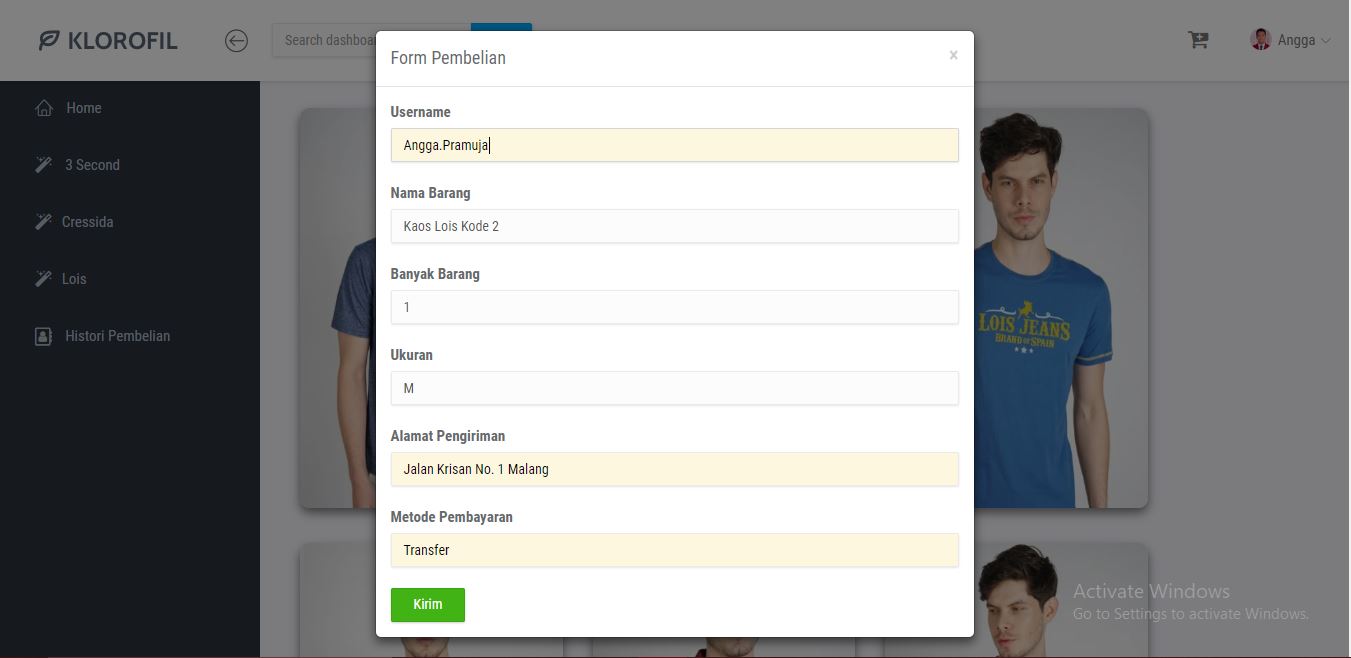 KLOROFIL
Search dashboa
Angga
Home
3 Second
Cressida
Lois
Histori Pembelian
Form Pembelian
×
Username
Angga.Pramuja
Nama Barang
Kaos Lois Kode 2
Banyak Barang
1
Ukuran
M
Alamat Pengiriman
Jalan Krisan No. 1 Malang
Metode Pembayaran
Transfer
Kirim
LOIS JEANS
BRAND OF SPAIN
Activate Windows
Go to Settings to activate Windows.